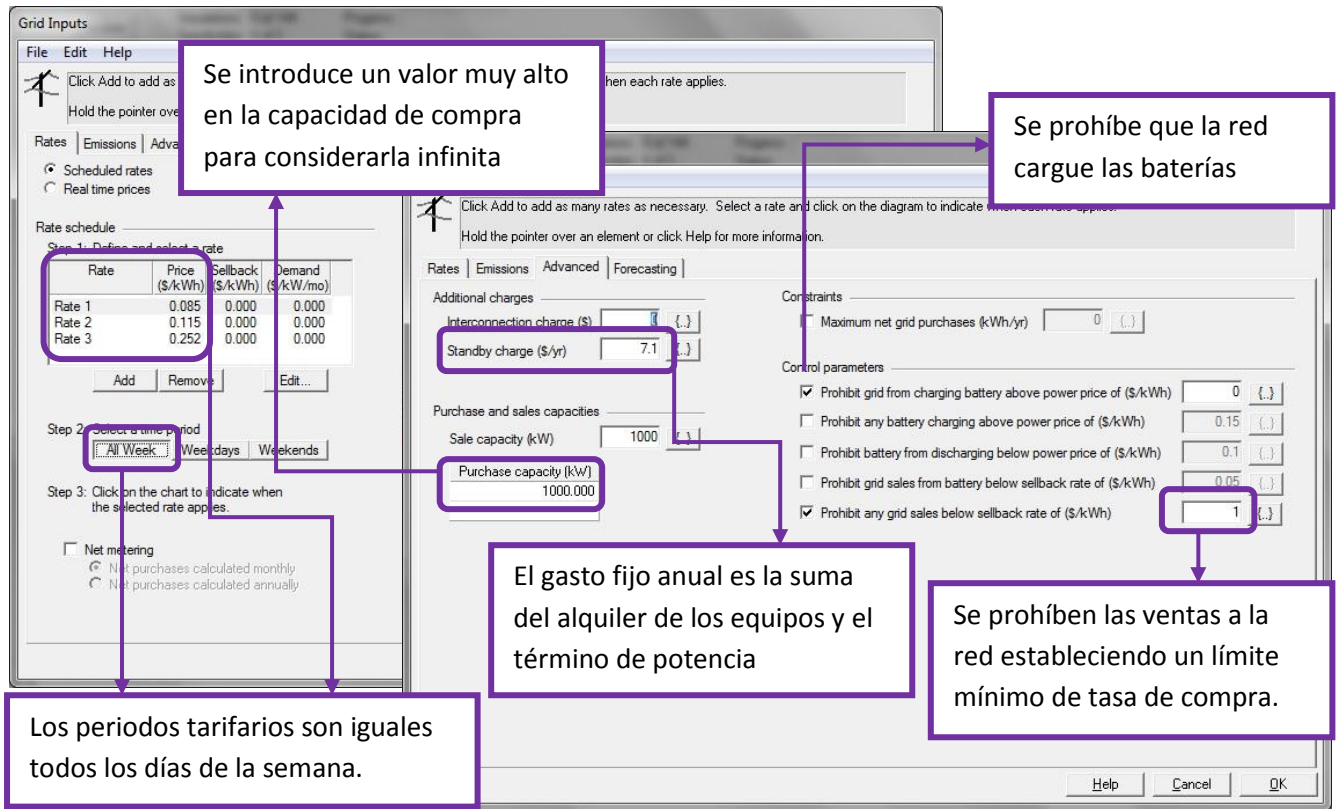 Grid Inputs
File Edit Help
Click Add to add as
hen each rate applies.
Hold the pointer ove
Rates Emissions Adva
Scheduled rates
Real time prices
Rate schedule
Step 1: Define and select a rate
Rate Price Sellback Demand
($/kWh) ($/kWh) ($/kW/mo)
Rate 1 0.085 0.000 0.000
Rate 2 0.115 0.000 0.000
Rate 3 0.252 0.000 0.000
Add Remove Edit...
Step 2: Select a time period
All Week Weekdays Weekends
Step 3: Click on the chart to indicate when
the selected rate applies.
Net metering
Net purchases calculated monthly
Net purchases calculated annually
Se introduce un valor muy alto
en la capacidad de compra
para considerarla infinita
Se prohíbe que la red
cargue las baterías
Click Add to add as many rates as necessary. Select a rate and click on the diagram to indicate when each rate applies.
Hold the pointer over an element or click Help for more information.
Rates Emissions Advanced Forecasting
Additional charges
Interconnection charge ($) {..}
Standby charge ($/yr) 7.1 {..}
Purchase and sales capacities
Sale capacity (kW) 1000 {..}
Purchase capacity (kW)
1000.000
Constraints
Maximum net grid purchases (kWh/yr) 0 {..}
Control parameters
Prohibit grid from charging battery above power price of ($/kWh) 0 {..}
Prohibit any battery charging above power price of ($/kWh) 0.15 {..}
Prohibit battery from discharging below power price of ($/kWh) 0.1 {..}
Prohibit grid sales from battery below sellback rate of ($/kWh) 0.05 {..}
Prohibit any grid sales below sellback rate of ($/kWh) 1 {..}
El gasto fijo anual es la suma
del alquiler de los equipos y el
término de potencia
Se prohíben las ventas a la
red estableciendo un límite
mínimo de tasa de compra.
Los periodos tarifarios son iguales
todos los días de la semana.
Help Cancel OK